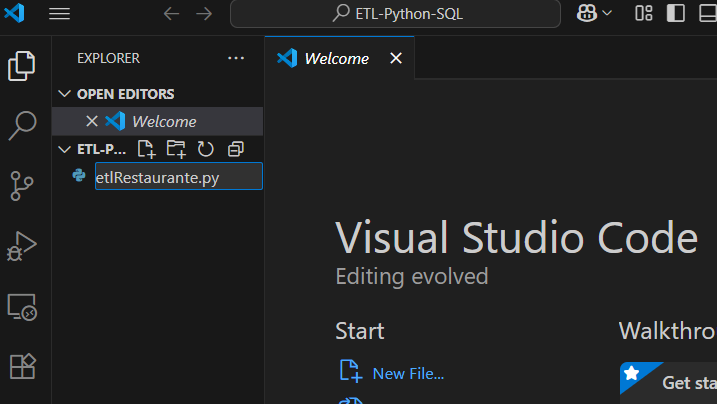 ETL-Python-SQL
EXPLORER
Welcome
OPEN EDITORS
Welcome
ETL-P...
etlRestaurante.py
Visual Studio Code
Editing evolved
Start
Walkthro
New File...
Get sta